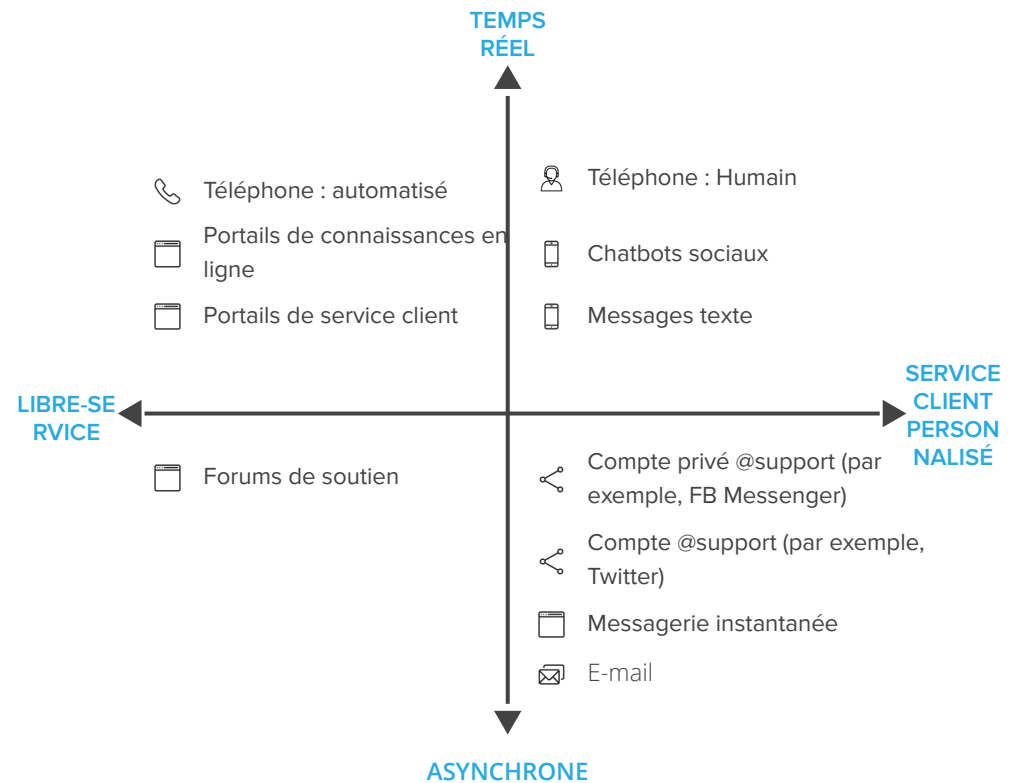 TEMPS
RÉEL
Téléphone : automatisé
Portails de connaissances en
ligne
Portails de service client
Téléphone : Humain
Chatbots sociaux
Messages texte
LIBRE-SE
RVICE
SERVICE
CLIENT
PERSON
NALISÉ
Forums de soutien
Compte privé @support (par
exemple, FB Messenger)
Compte @support (par exemple,
Twitter)
Messagerie instantanée
E-mail
ASYNCHRONE